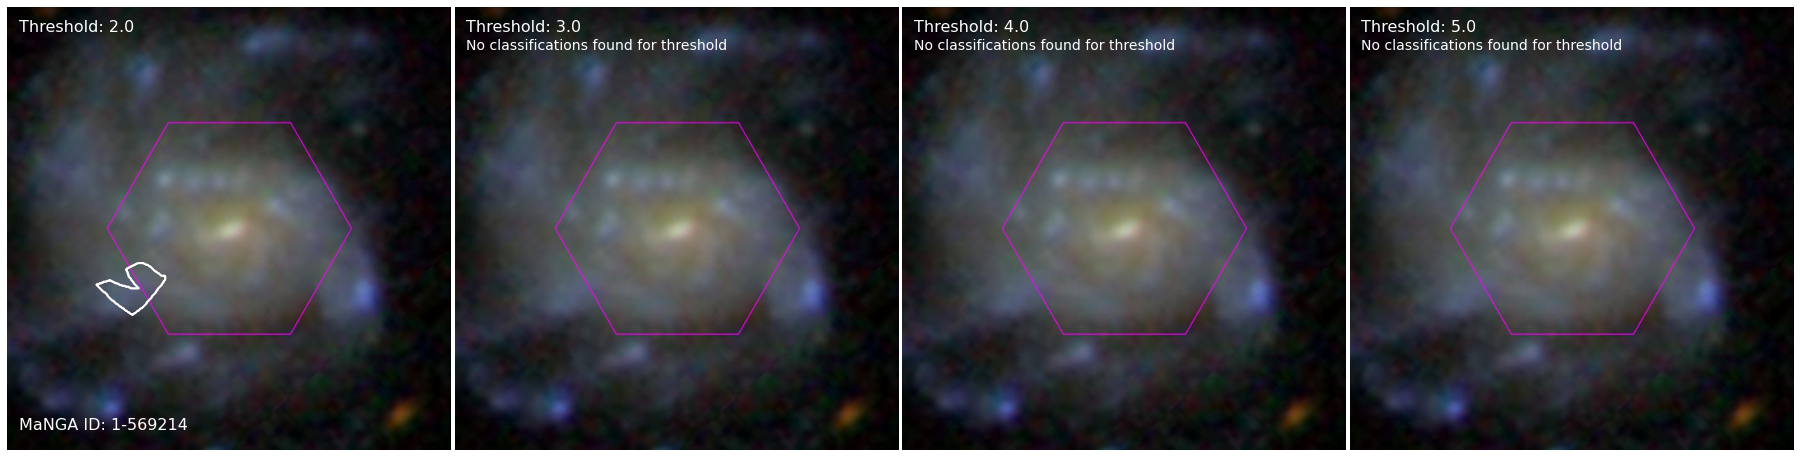 Threshold: 2.0
MaNGA ID: 1-569214
Threshold: 3.0
No classifications found for threshold
Threshold: 4.0
No classifications found for threshold
Threshold: 5.0
No classifications found for threshold